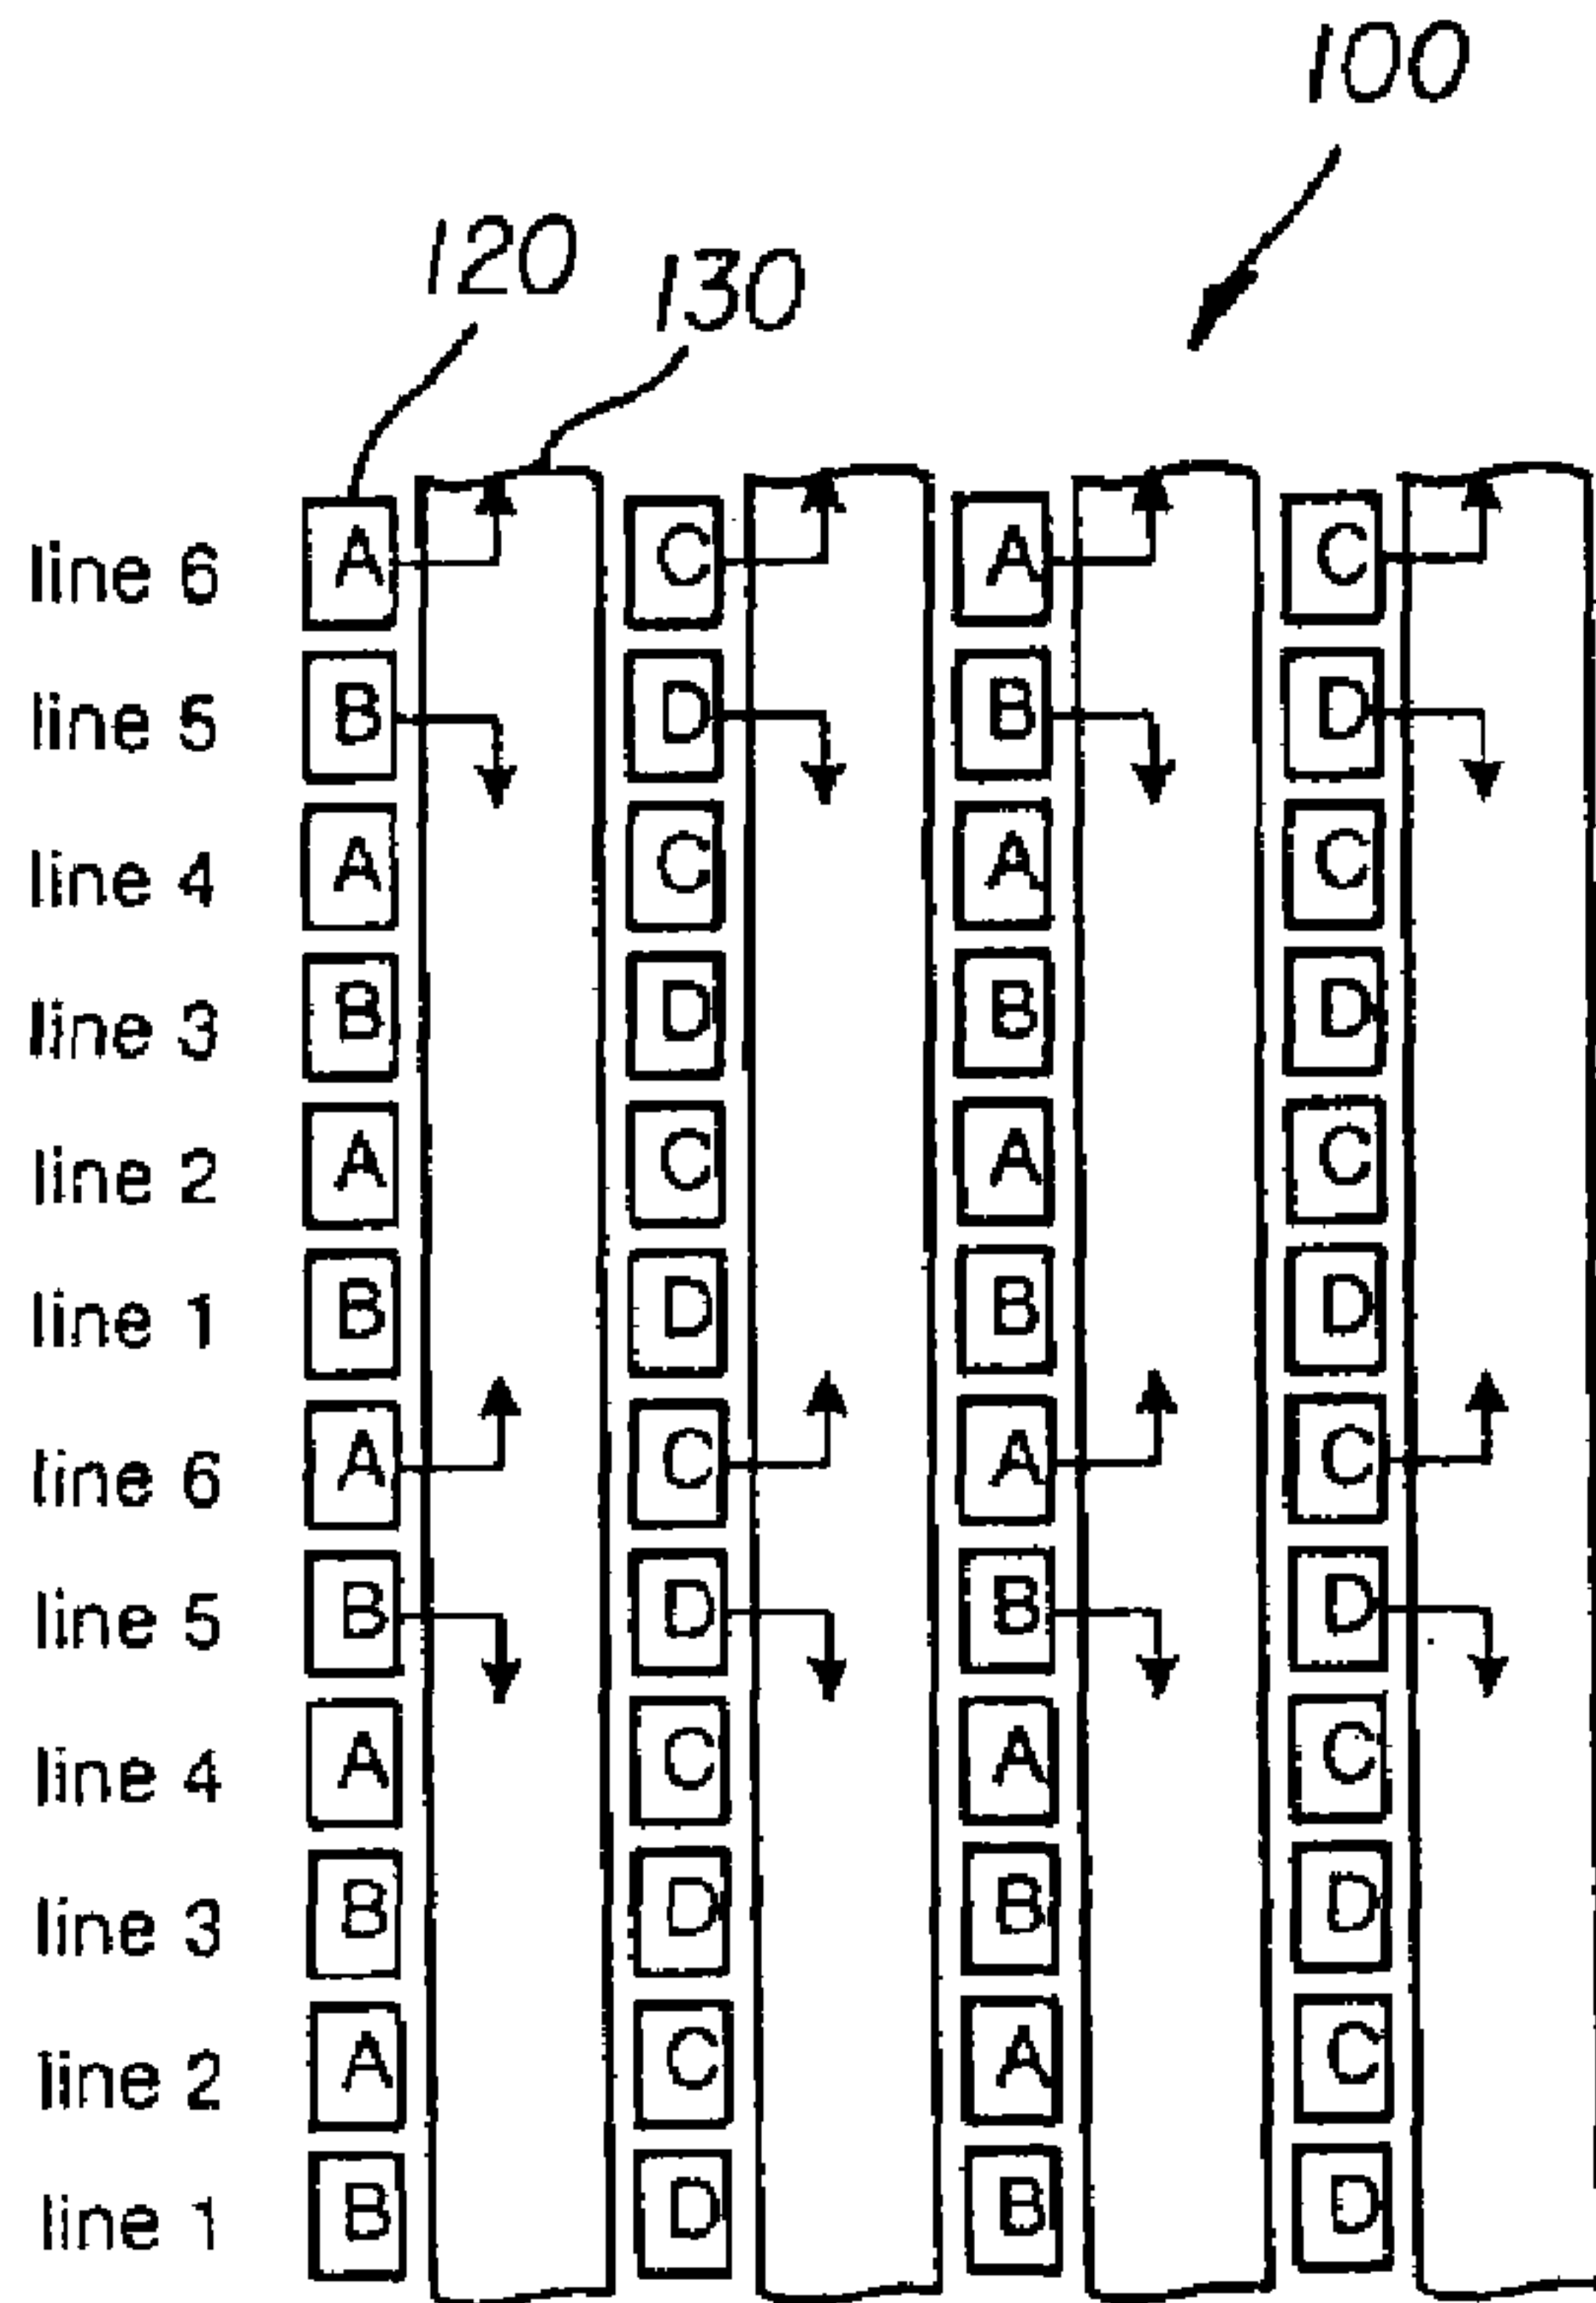 100
120
130
line 6 A C A C
line 5 B D B D
line 4 A C A C
line 3 B D B D
line 2 A C A C
line 1 B D B D
line 6 A C A C
line 5 B D B D
line 4 A C A C
line 3 B D B D
line 2 A C A C
line 1 B D B D